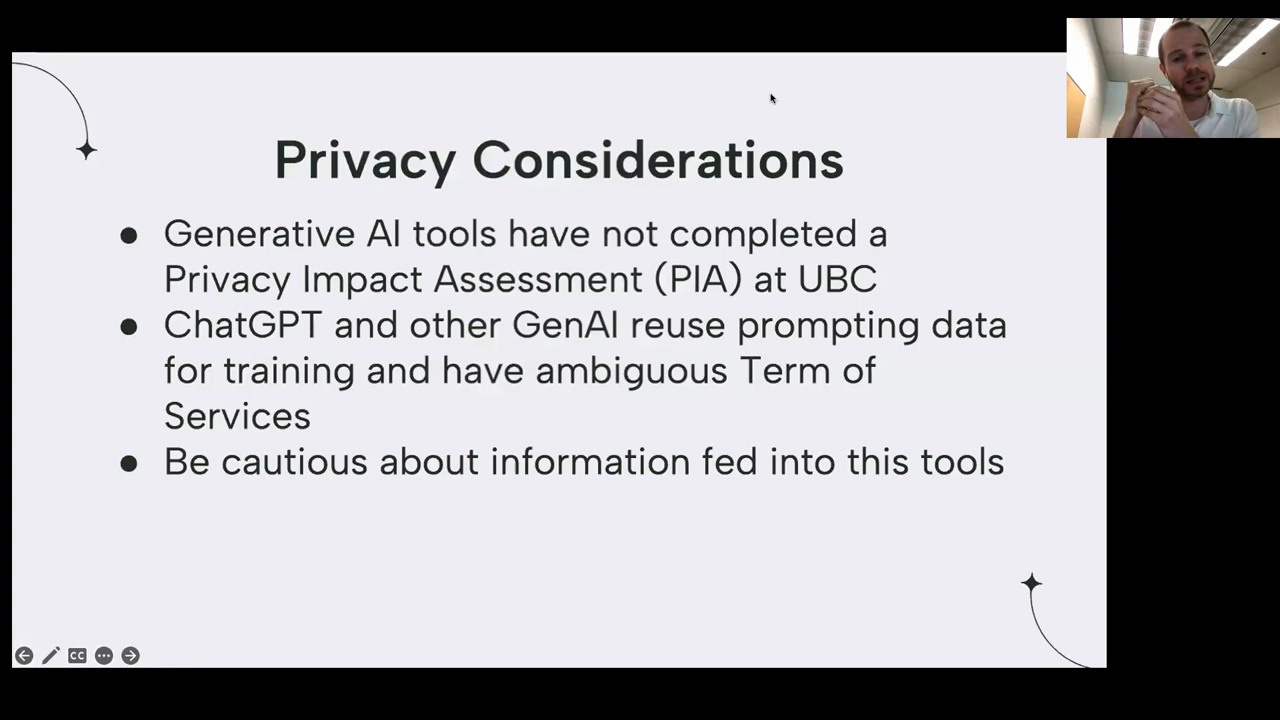 Privacy Considerations
● Generative AI tools have not completed a
Privacy Impact Assessment (PIA) at UBC
● ChatGPT and other GenAI reuse prompting data
for training and have ambiguous Term of
Services
● Be cautious about information fed into this tools
CC